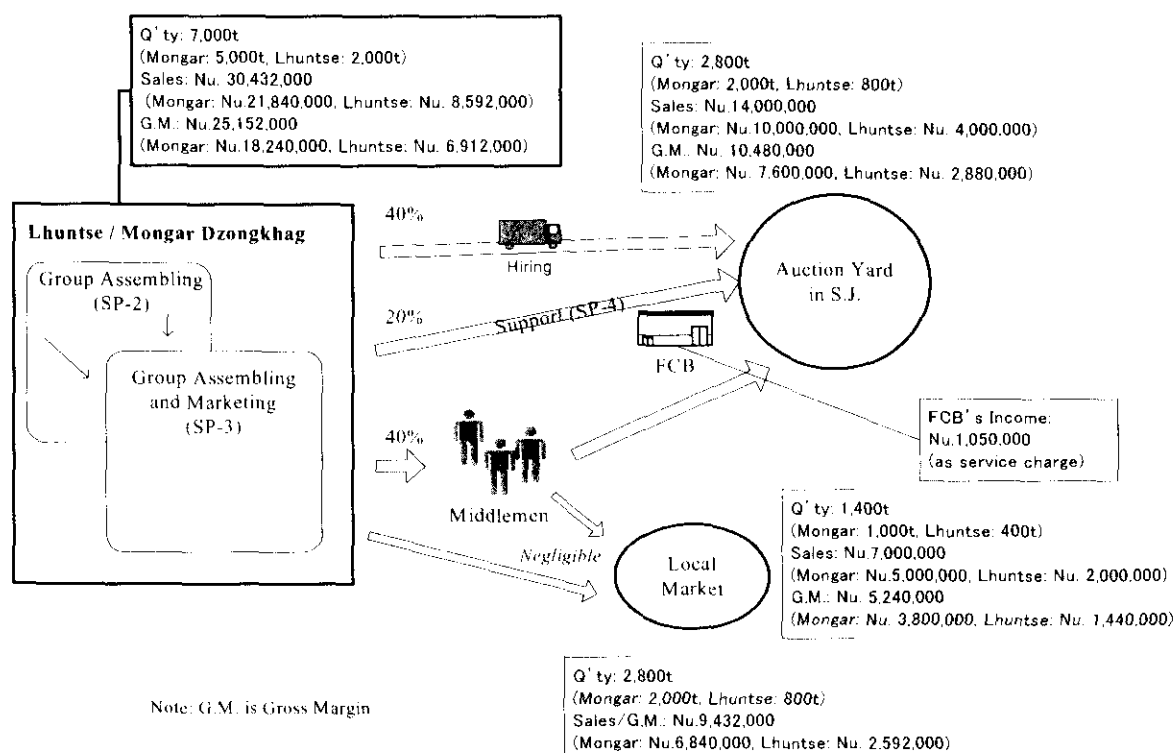 Q'ty: 7,000t
(Mongar: 5,000t, Lhuntse: 2,000t)
Sales: Nu. 30,432,000
(Mongar: Nu.21,840,000, Lhuntse: Nu. 8,592,000)
G.M.: Nu.25,152,000
(Mongar: Nu.18,240,000, Lhuntse: Nu. 6,912,000)
Q'ty: 2,800t
(Mongar: 2,000t, Lhuntse: 800t)
Sales: Nu.14,000,000
(Mongar: Nu.10,000,000, Lhuntse: Nu. 4,000.000)
G.M.. Nu. 10,480,000
(Mongar: Nu. 7,600,000, Lhuntse: Nu. 2,880,000)
Lhuntse / Mongar Dzongkhag
Group Assembling
(SP-2)
Group Assembling
and Marketing
(SP-3)
40%
Hiring
20%
Support (SP-4)
FCB
Auction Yard
in S.J.
40%
Middlemen
Negligible
Local
Market
FCB's Income:
Nu.1,050,000
(as service charge)
Q'ty: 1,400t
(Mongar: 1,000t, Lhuntse: 400t)
Sales: Nu.7,000,000
(Mongar: Nu.5,000,000, Lhuntse: Nu. 2,000.000)
G.M.: Nu. 5,240,000
(Mongar: Nu. 3,800,000, Lhuntse: Nu. 1,440,000)
Q'ty: 2,800t
(Mongar: 2,000t, Lhuntse: 800t)
Sales/G.M.: Nu.9,432,000
(Mongar: Nu.6,840,000, Lhuntse: Nu. 2.592,000)
Note: G.M. is Gross Margin